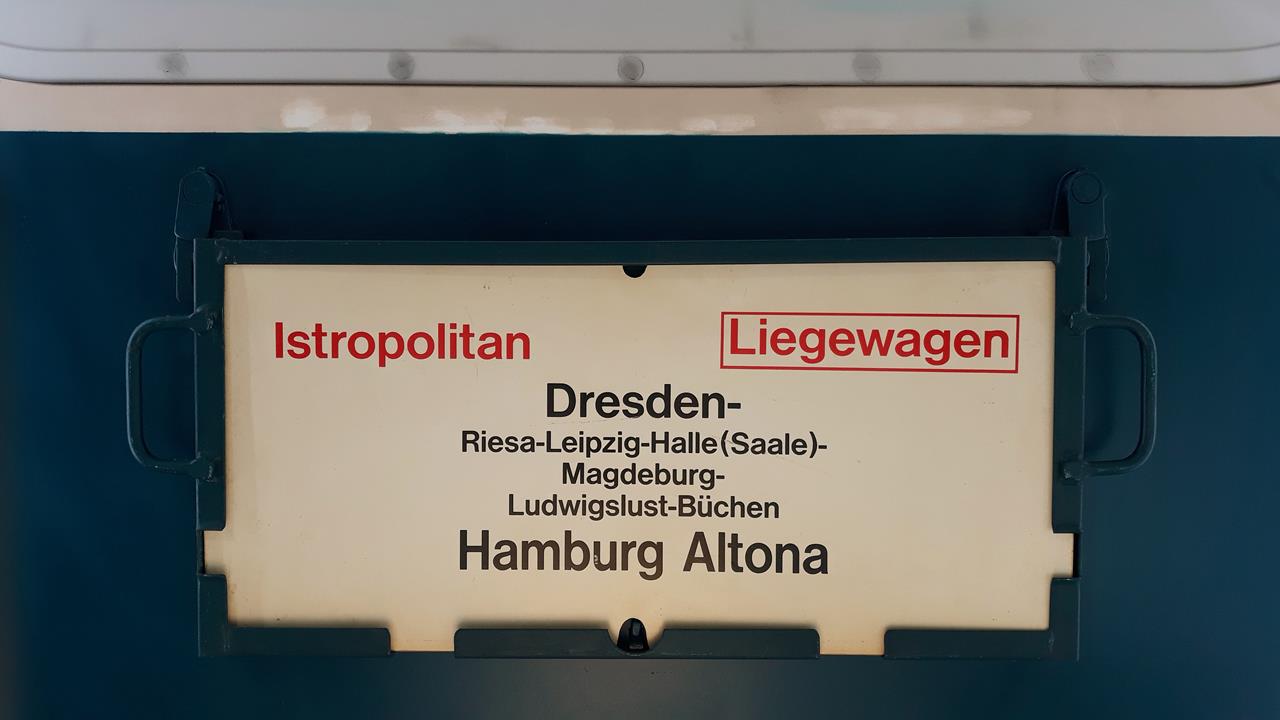 Istropolitan Liegewagen
Dresden-
Riesa-Leipzig-Halle(Saale)-
Magdeburg-
Ludwigslust-Büchen
Hamburg Altona